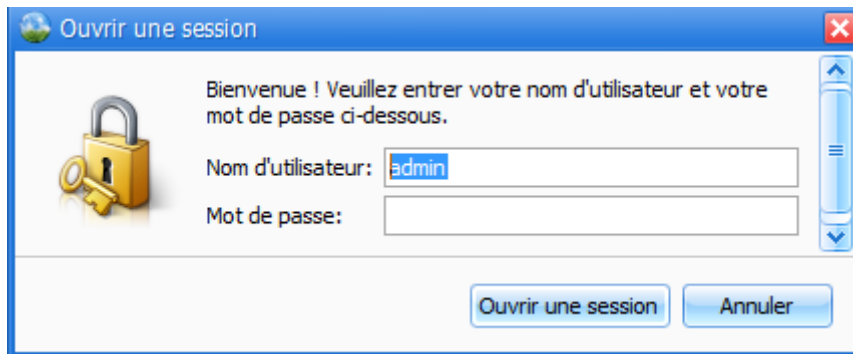 Ouvrir une session
Bienvenue ! Veuillez entrer votre nom d'utilisateur et votre
mot de passe ci-dessous.
Nom d'utilisateur: admin
Mot de passe:
Ouvrir une session Annuler